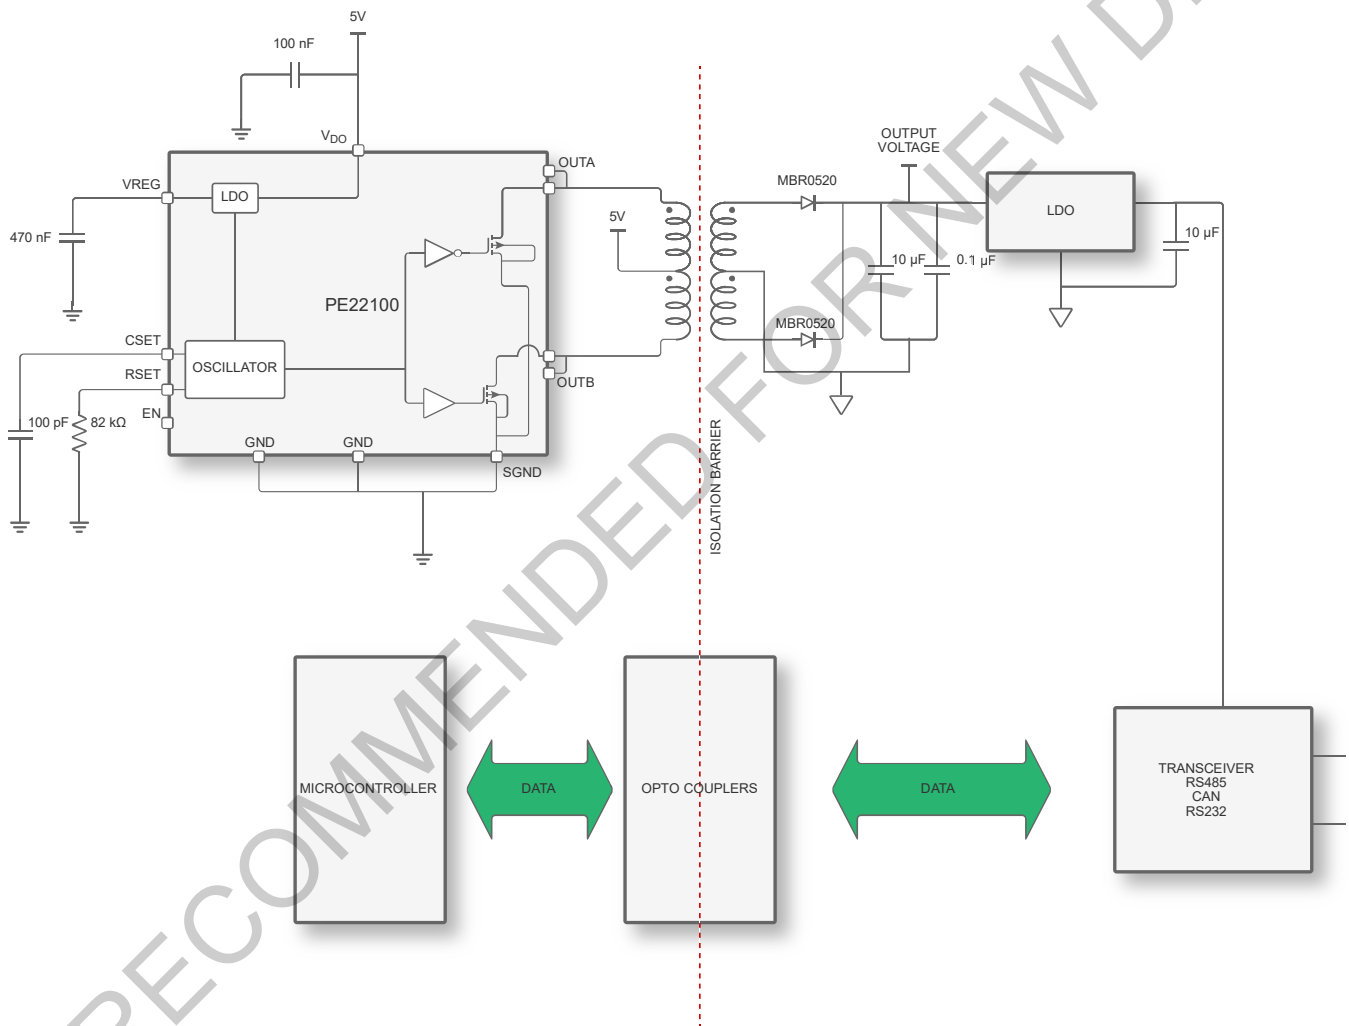 5V
100 nF
VDO
OUTA
VREG
LDO
470 nF
5V
PE22100
CSET
OSCILLATOR
RSET
EN
100 pF
82 kΩ
OUTB
GND
GND
SGND
ISOLATION BARRIER
MBR0520
OUTPUT
VOLTAGE
LDO
10 µF
10 µF
0.1 µF
MBR0520
MICROCONTROLLER
DATA
OPTO COUPLERS
DATA
TRANSCEIVER
RS485
CAN
RS232
RECOMMENDED FOR NEW D